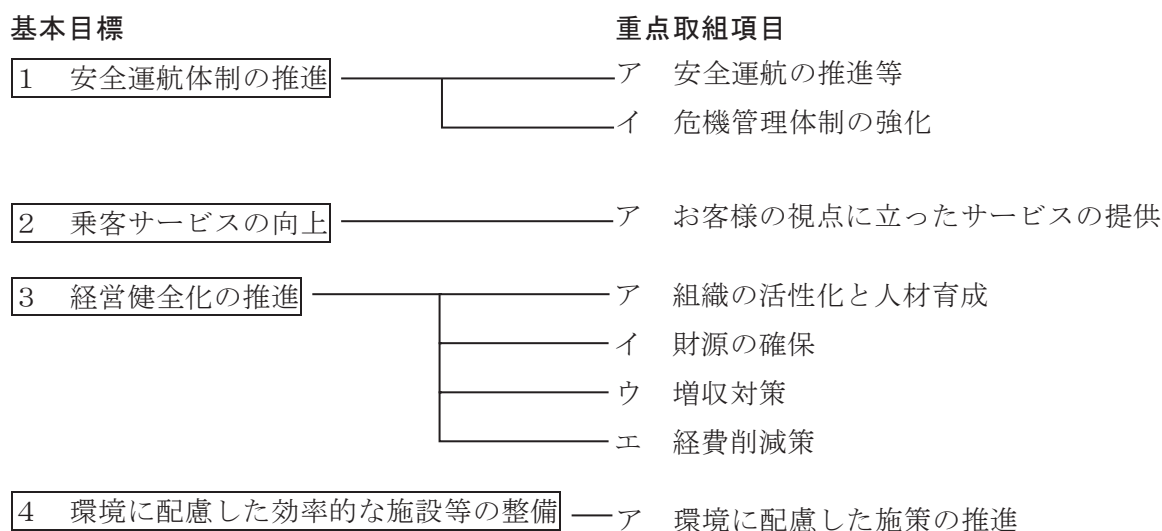 基本目標　重点取組項目
1　安全運航体制の推進　ア　安全運航の推進等
イ　危機管理体制の強化
2　乗客サービスの向上　ア　お客様の視点に立ったサービスの提供
3　経営健全化の推進　ア　組織の活性化と人材育成
イ　財源の確保
ウ　増収対策
エ　経費削減策
4　環境に配慮した効率的な施設等の整備　ア　環境に配慮した施策の推進